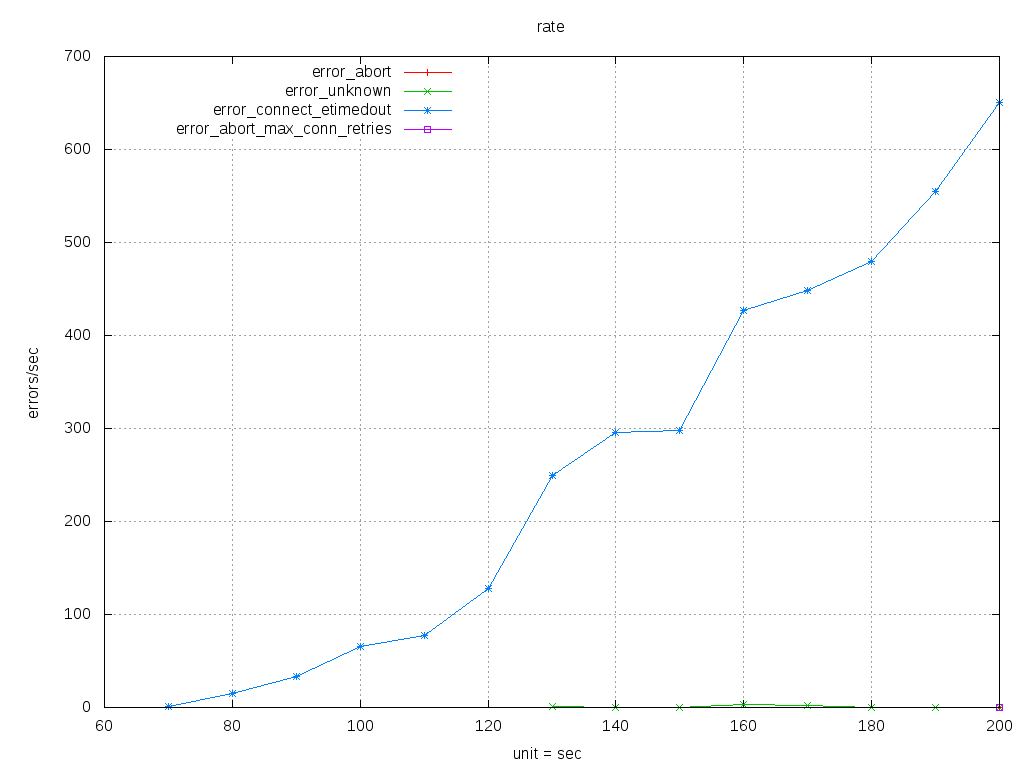 rate
700
600
500
400
300
200
100
0
errors/sec
error_abort
error_unknown
error_connect_etimedout
error_abort_max_conn_retries
60 80 100 120 140 160 180 200
unit = sec